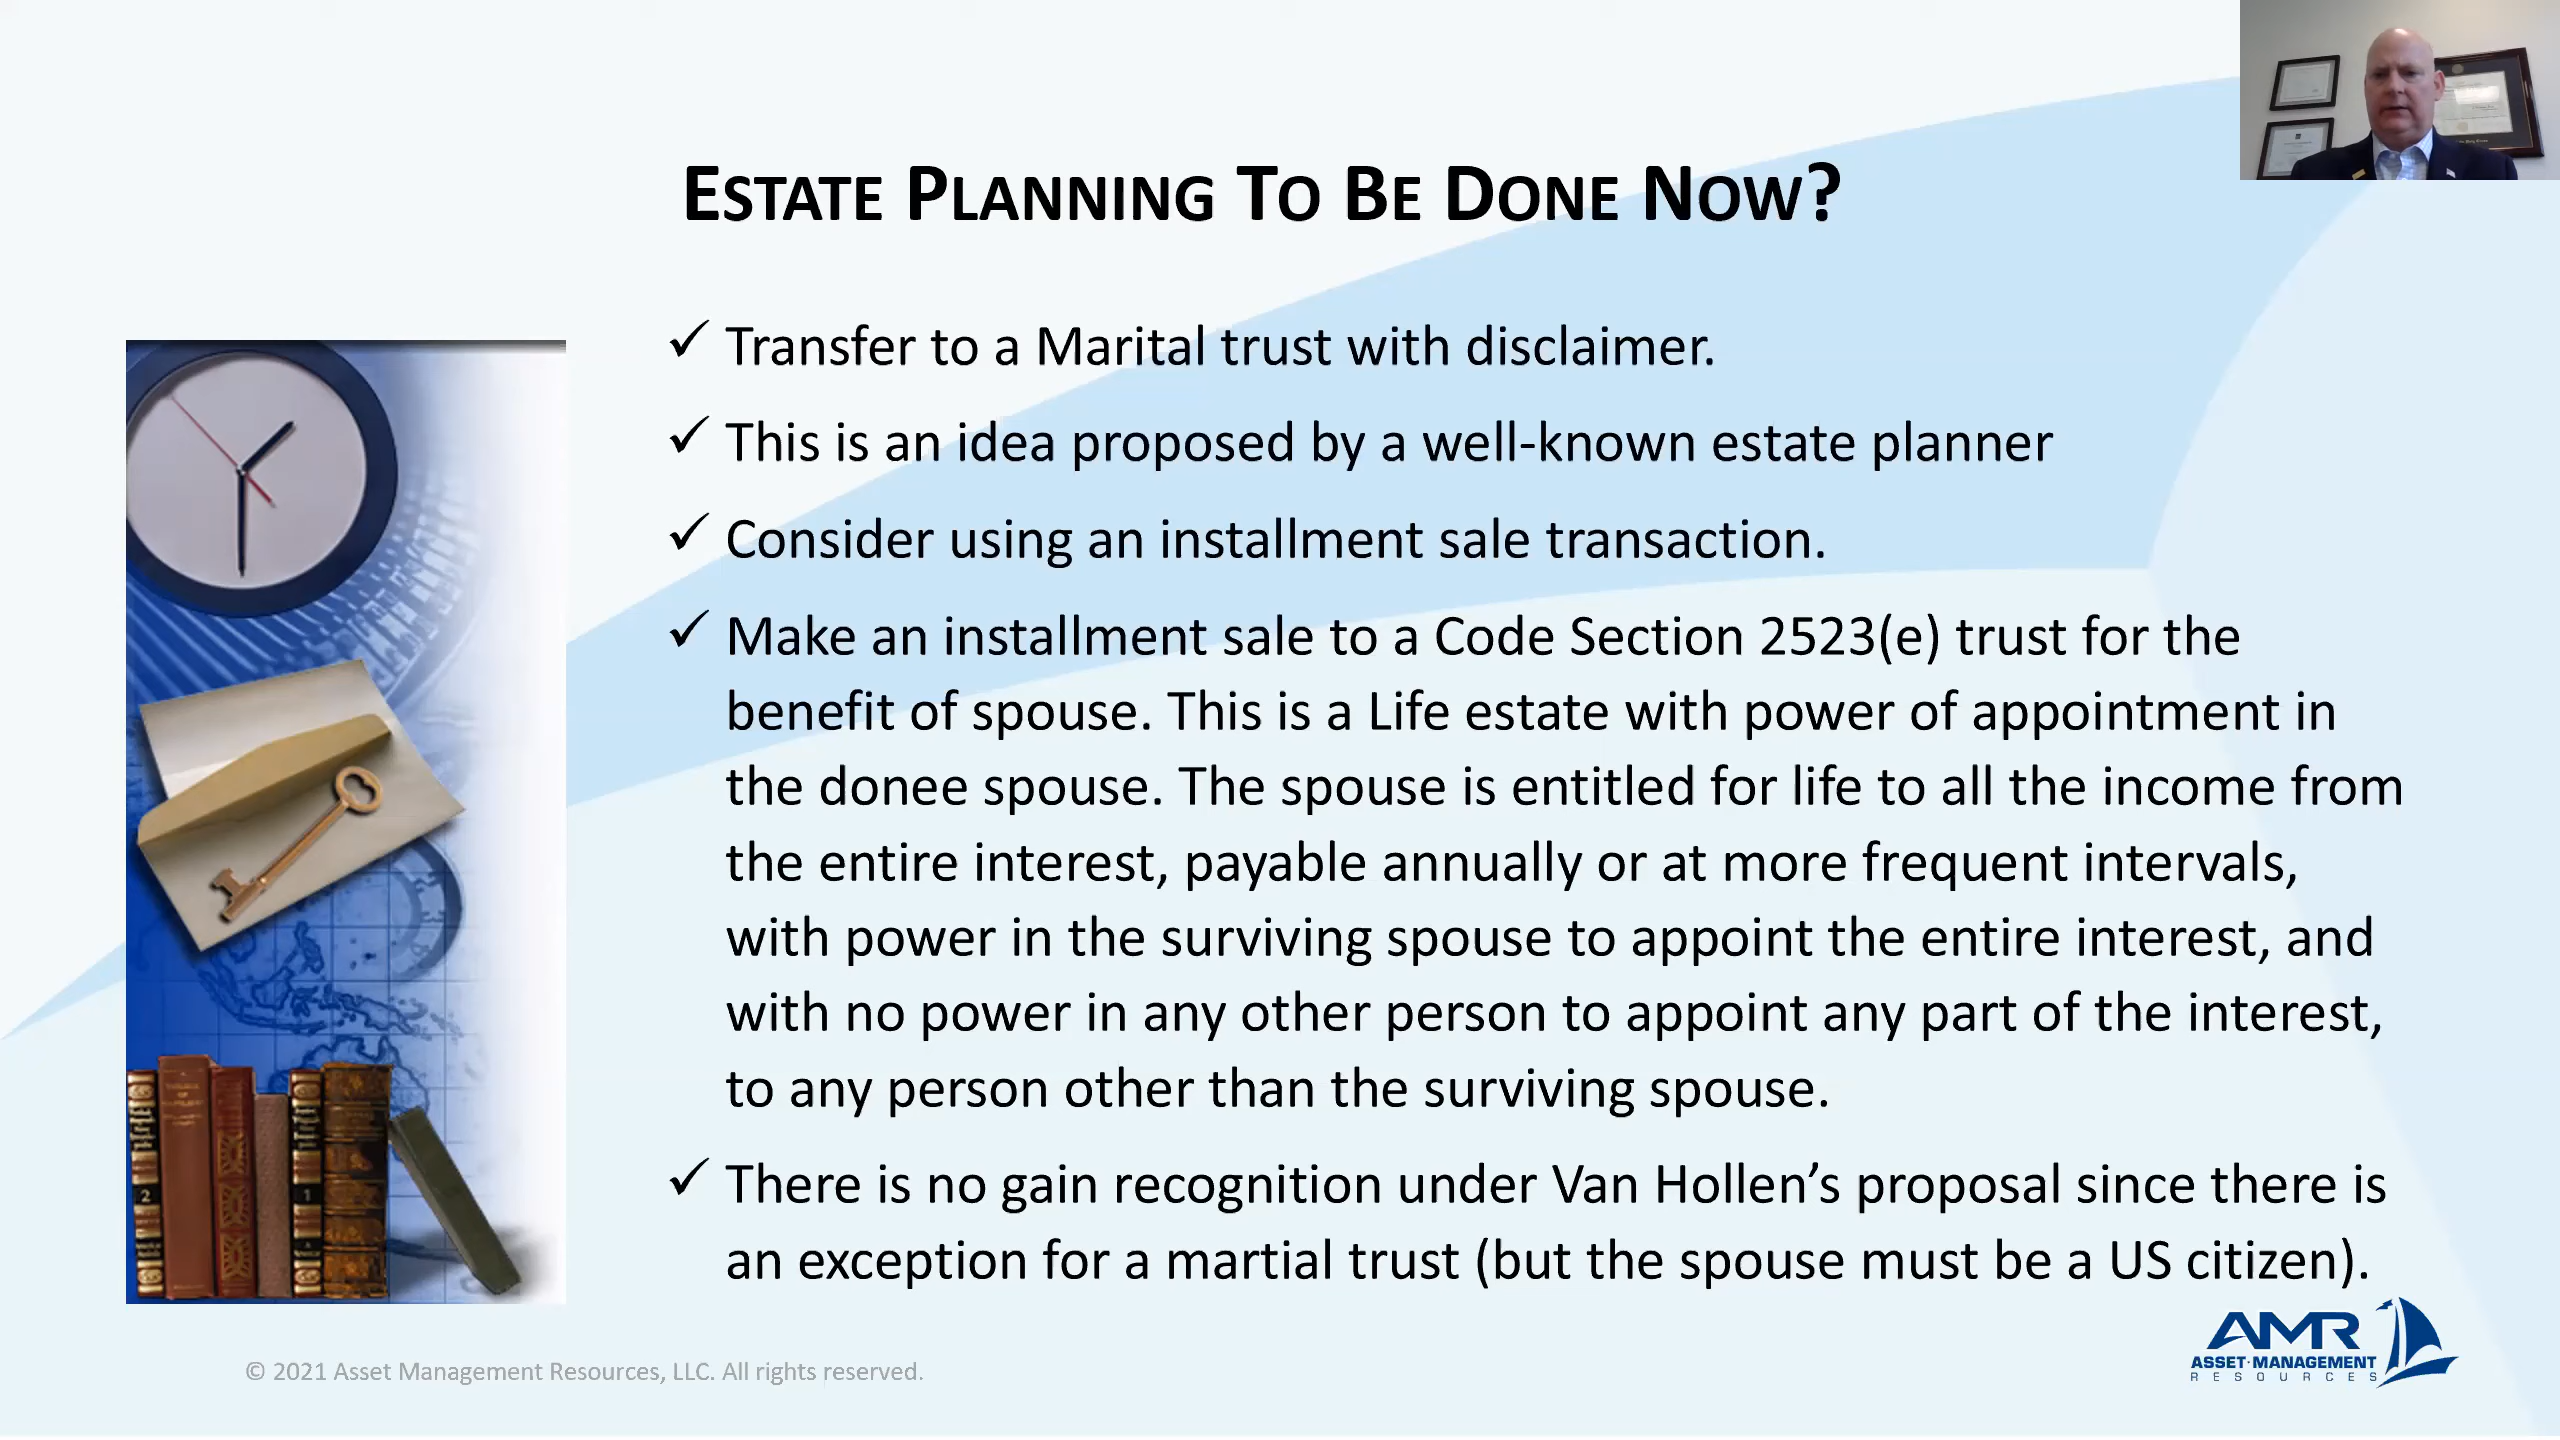 ESTATE PLANNING TO BE DONE NOW?
✓ Transfer to a Marital trust with disclaimer.
✓ This is an idea proposed by a well-known estate planner
✓ Consider using an installment sale transaction.
✓ Make an installment sale to a Code Section 2523(e) trust for the
benefit of spouse. This is a Life estate with power of appointment in
the donee spouse. The spouse is entitled for life to all the income from
the entire interest, payable annually or at more frequent intervals,
with power in the surviving spouse to appoint the entire interest, and
with no power in any other person to appoint any part of the interest,
to any person other than the surviving spouse.
✓ There is no gain recognition under Van Hollen’s proposal since there is
an exception for a martial trust (but the spouse must be a US citizen).
AMR
ASSET·MANAGEMENT
RESOURCES
© 2021 Asset Management Resources, LLC. All rights reserved.
2
1